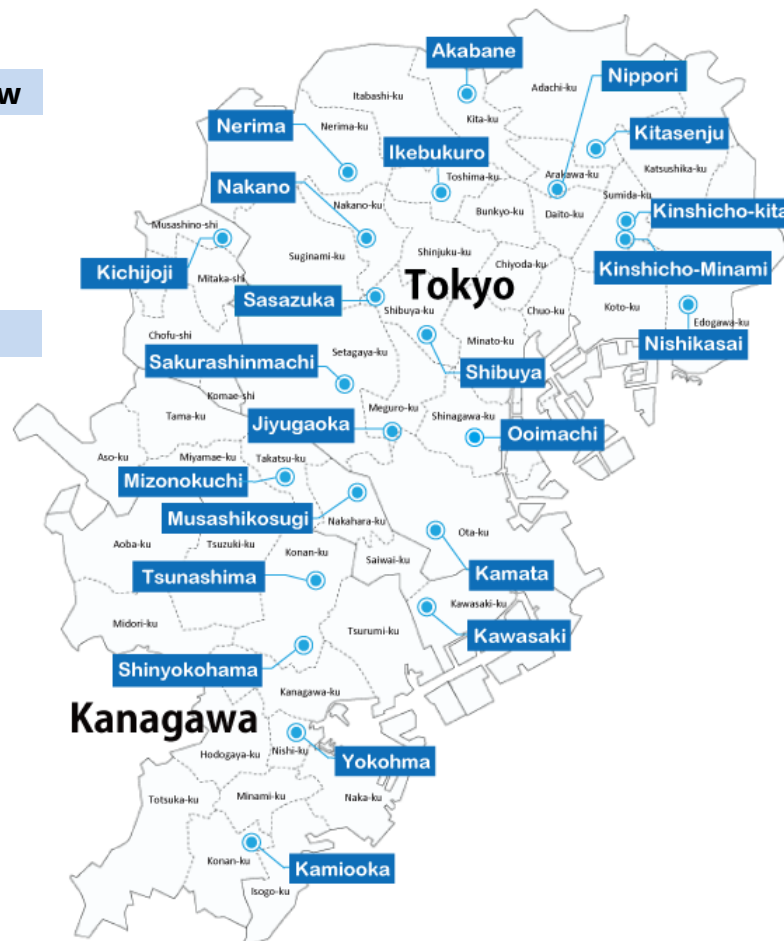 w
Akabane
Nippori
Adachi-ku
Itabashi-ku
Kita-ku
Nerima
Nerima-ku
Kitasenju
Ikebukuro
Katsushika-ku
Toshima-ku
Arakawa-ku
Nakano
Sumida-ku
Nakano-ku
Bunkyo-ku
Daito-ku
Kinshicho-kita
Musashino-shi
Suginami-ku
Shinjuku-ku
Chiyoda-ku
Kichijoji
Mitaka-shi
Kinshicho-Minami
Tokyo
Sasazuka
Shibuya-ku
Chuo-ku
Koto-ku
Edogawa-ku
Chofu-shi
Setagaya-ku
Minato-ku
Nishikasai
Sakurashinmachi
Shibuya
Komae-shi
Tama-ku
Meguro-ku
Shinagawa-ku
Jiyugaoka
Ooimachi
Aso-ku
Miyamae-ku
Takatsu-ku
Mizonokuchi
Musashikosugi
Nakahara-ku
Ota-ku
Aoba-ku
Tsuzuki-ku
Konan-ku
Saiwai-ku
Tsunashima
Kamata
Kawasaki-ku
Midori-ku
Tsurumi-ku
Kawasaki
Shinyokohama
Kanagawa-ku
Kanagawa
Hodogaya-ku
Nishi-ku
Yokohma
Totsuka-ku
Minami-ku
Naka-ku
Konan-ku
Kamiooka
Isogo-ku